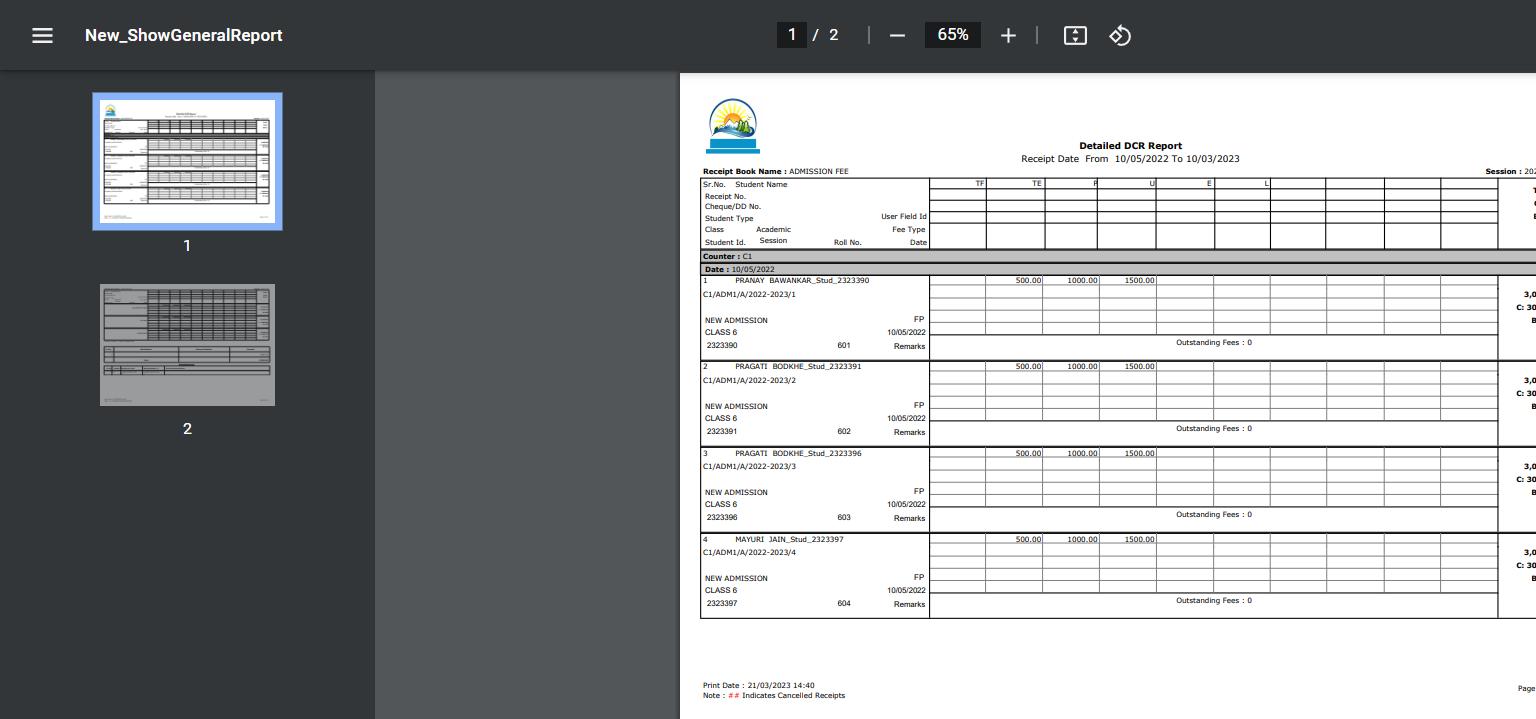 New_ShowGeneralReport
1 / 2
65%
1
2
Detailed DCR Report
Receipt Date From 10/05/2022 To 10/03/2023
Receipt Book Name : ADMISSION FEE
Session : 202
Sr.No. Student Name TF TE P U E L
Receipt No.
Cheque/DD No.
Student Type User Field Id
Class Academic Fee Type
Student Id. Session Roll No. Date
Counter : C1
Date : 10/05/2022
1 PRANAY BAWANKAR_Stud_2323390 500.00 1000.00 1500.00
C1/ADM1/A/2022-2023/1 3,0
C: 30
NEW ADMISSION FP B
CLASS 6 10/05/2022
2323390 601 Remarks Outstanding Fees : 0
2 PRAGATI BODKHE_Stud_2323391 500.00 1000.00 1500.00
C1/ADM1/A/2022-2023/2 3,0
C: 30
NEW ADMISSION FP B
CLASS 6 10/05/2022
2323391 602 Remarks Outstanding Fees : 0
3 PRAGATI BODKHE_Stud_2323396 500.00 1000.00 1500.00
C1/ADM1/A/2022-2023/3 3,0
C: 30
NEW ADMISSION FP B
CLASS 6 10/05/2022
2323396 603 Remarks Outstanding Fees : 0
4 MAYURI JAIN_Stud_2323397 500.00 1000.00 1500.00
C1/ADM1/A/2022-2023/4 3,0
C: 30
NEW ADMISSION FP B
CLASS 6 10/05/2022
2323397 604 Remarks Outstanding Fees : 0
Print Date : 21/03/2023 14:40
Note : ## Indicates Cancelled Receipts
Page